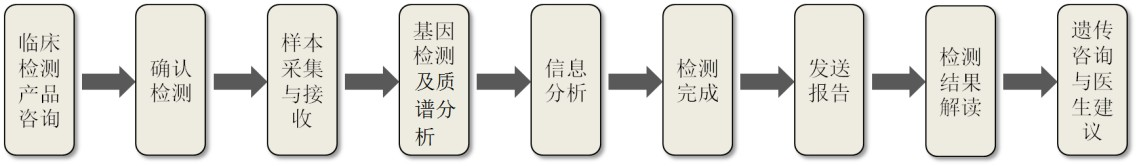 临床
检测
产品
咨询
确认
检测
样本
采集
与接
收
基因
检测
及质
谱分
析
信息
分析
检测
完成
发送
报告
检测
结果
解读
遗传
咨询
与医
生建
议